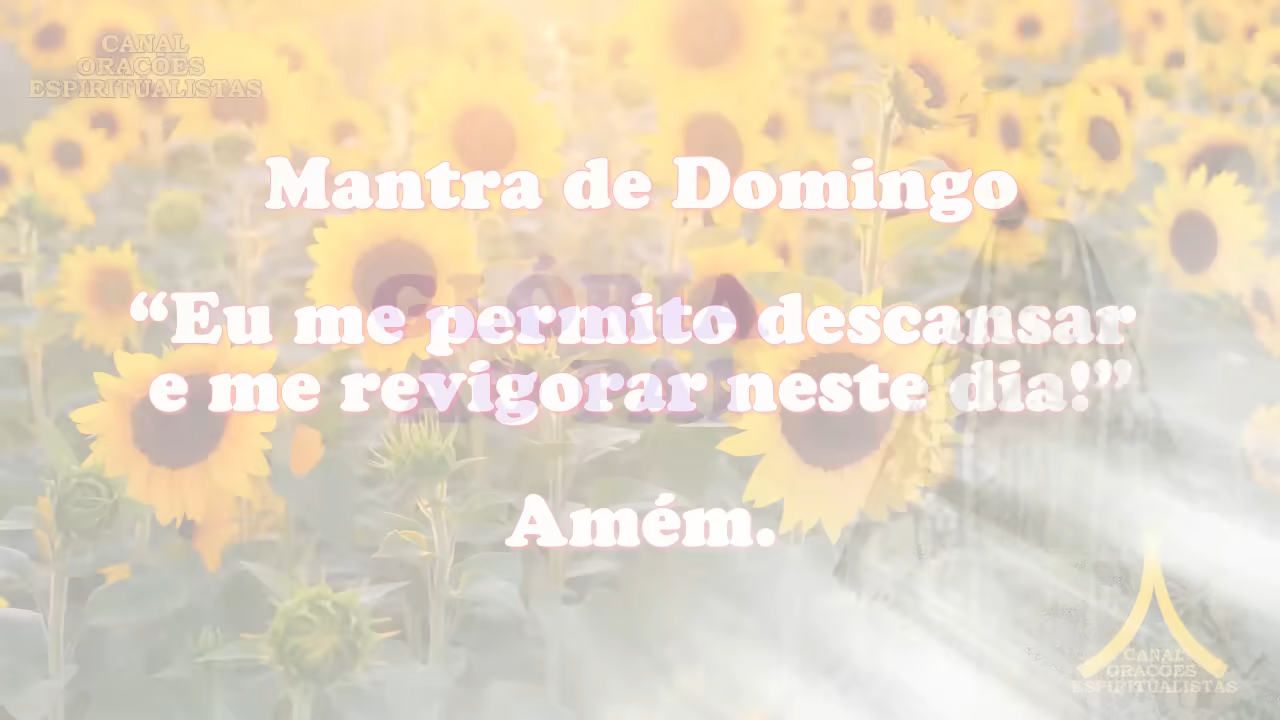 CANAL
ORAÇÕES
ESPIRITUALISTAS
Mantra de Domingo
“Eu me permito descansar
e me revigorar neste dia!”
Amém.
CANAL
ORAÇÕES
ESPIRITUALISTAS